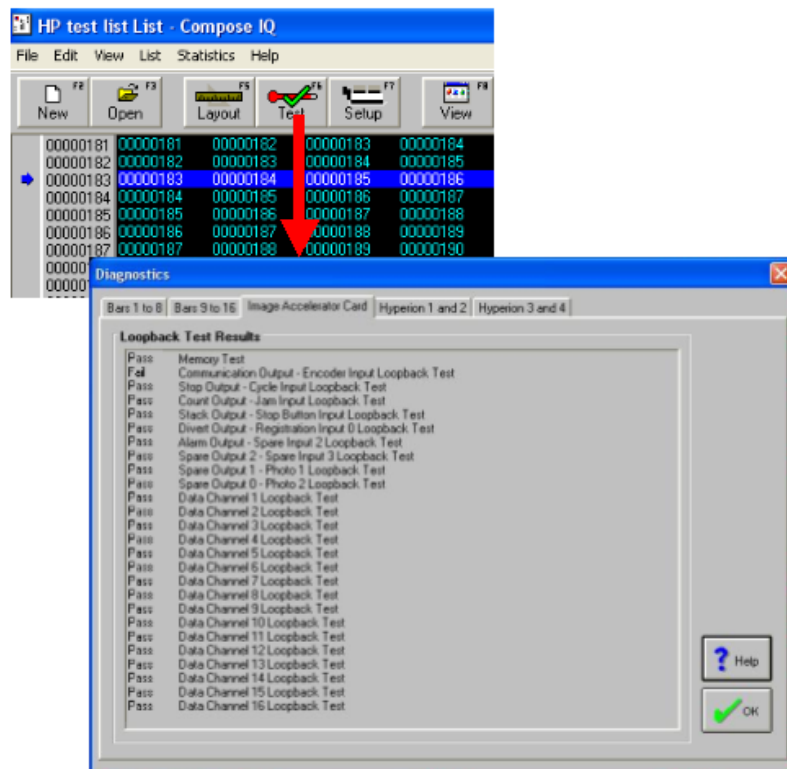 HP test list List - Compose IQ
File Edit View List Statistics Help
F2 F3 F5 F6 F7 F8
New Open Layout Test Setup View
00000181 00000181 00000182 00000183 00000184
00000182 00000182 00000183 00000184 00000185
00000183 00000183 00000184 00000185 00000186
00000184 00000184 00000185 00000186 00000187
00000185 00000185 00000186 00000187 00000188
00000186 00000186 00000187 00000188 00000189
00000187 00000187 00000188 00000189 00000190
Diagnostics
Bars 1 to 8 Bars 9 to 16 Image Accelerator Card Hyperion 1 and 2 Hyperion 3 and 4
Loopback Test Results
Pass Memory Test
Fail Communication Output - Encoder Input Loopback Test
Pass Stop Output - Cycle Input Loopback Test
Pass Count Output - Jam Input Loopback Test
Pass Stack Output - Stop Button Input Loopback Test
Pass Divert Output - Registration Input 0 Loopback Test
Pass Alarm Output - Spare Input 2 Loopback Test
Pass Spare Output 2 - Spare Input 3 Loopback Test
Pass Spare Output 1 - Photo 1 Loopback Test
Pass Spare Output 0 - Photo 2 Loopback Test
Pass Data Channel 1 Loopback Test
Pass Data Channel 2 Loopback Test
Pass Data Channel 3 Loopback Test
Pass Data Channel 4 Loopback Test
Pass Data Channel 5 Loopback Test
Pass Data Channel 6 Loopback Test
Pass Data Channel 7 Loopback Test
Pass Data Channel 8 Loopback Test
Pass Data Channel 9 Loopback Test
Pass Data Channel 10 Loopback Test
Pass Data Channel 11 Loopback Test
Pass Data Channel 12 Loopback Test
Pass Data Channel 13 Loopback Test
Pass Data Channel 14 Loopback Test
Pass Data Channel 15 Loopback Test
Pass Data Channel 16 Loopback Test
? Help
OK